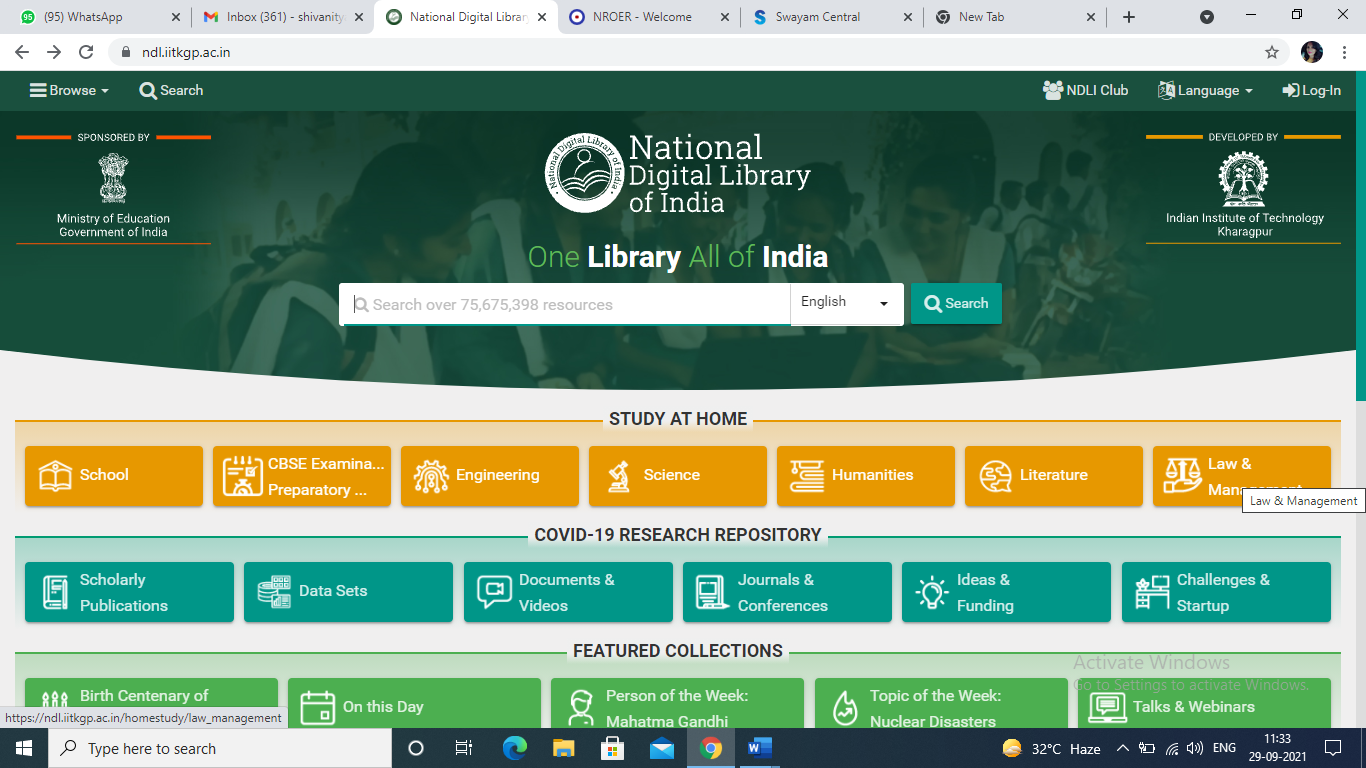 (95) WhatsApp
Inbox (361) - shivanity
National Digital Library
NROER - Welcome
Swayam Central
New Tab
ndl.iitkgp.ac.in
Browse
Search
NDLI Club
Language
Log-In
SPONSORED BY
Ministry of Education
Government of India
National Digital Library of India
National
Digital Library
of India
DEVELOPED BY
Indian Institute of Technology
Kharagpur
One Library All of India
Search over 75,675,398 resources
English
Search
STUDY AT HOME
School
CBSE Examina...
Preparatory ...
Engineering
Science
Humanities
Literature
Law &
Management
Law & Management
COVID-19 RESEARCH REPOSITORY
Scholarly
Publications
Data Sets
Documents &
Videos
Journals &
Conferences
Ideas &
Funding
Challenges &
Startup
FEATURED COLLECTIONS
Birth Centenary of
On this Day
Person of the Week:
Mahatma Gandhi
Topic of the Week:
Nuclear Disasters
Talks & Webinars
Activate Windows
Go to Settings to activate Windows.
https://ndl.iitkgp.ac.in/homestudy/law_management
Type here to search
32°C Haze
ENG
11:33
29-09-2021